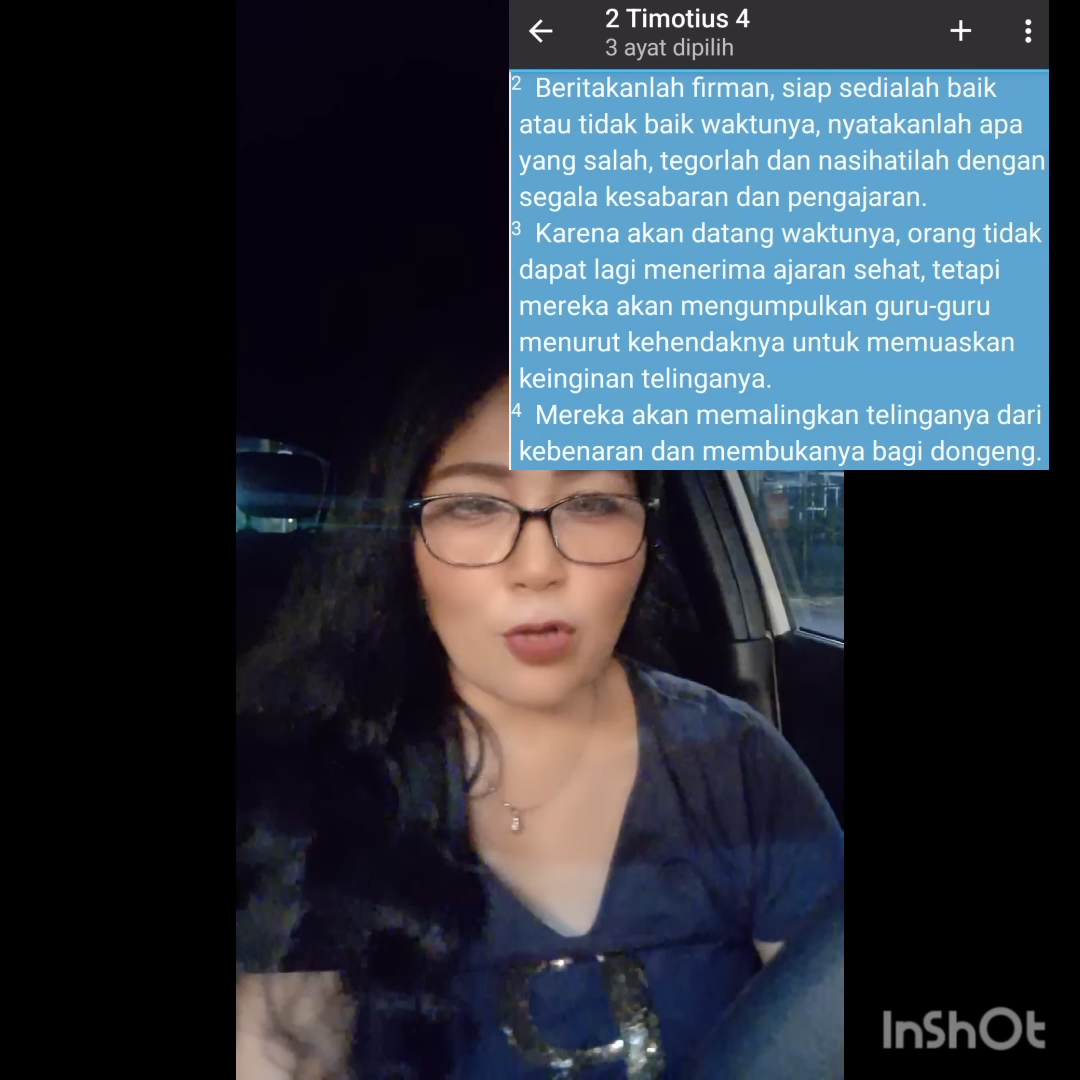 2 Timotius 4
3 ayat dipilih
2 Beritakanlah firman, siap sedialah baik
atau tidak baik waktunya, nyatakanlah apa
yang salah, tegorlah dan nasihatilah dengan
segala kesabaran dan pengajaran.
3 Karena akan datang waktunya, orang tidak
dapat lagi menerima ajaran sehat, tetapi
mereka akan mengumpulkan guru-guru
menurut kehendaknya untuk memuaskan
keinginan telinganya.
4 Mereka akan memalingkan telinganya dari
kebenaran dan membukanya bagi dongeng.
InShOt